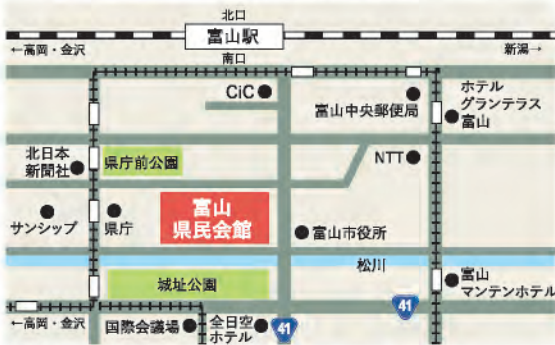 北口
富山駅
←高岡・金沢
南口
新潟→
CiC
富山中央郵便局
ホテル
グランテラス
富山
北日本
新聞社
県庁前公園
NTT
サンシップ
県庁
富山
県民会館
富山市役所
松川
城址公園
富山
マンテンホテル
41
←高岡・金沢
国際会議場
全日空
ホテル
41